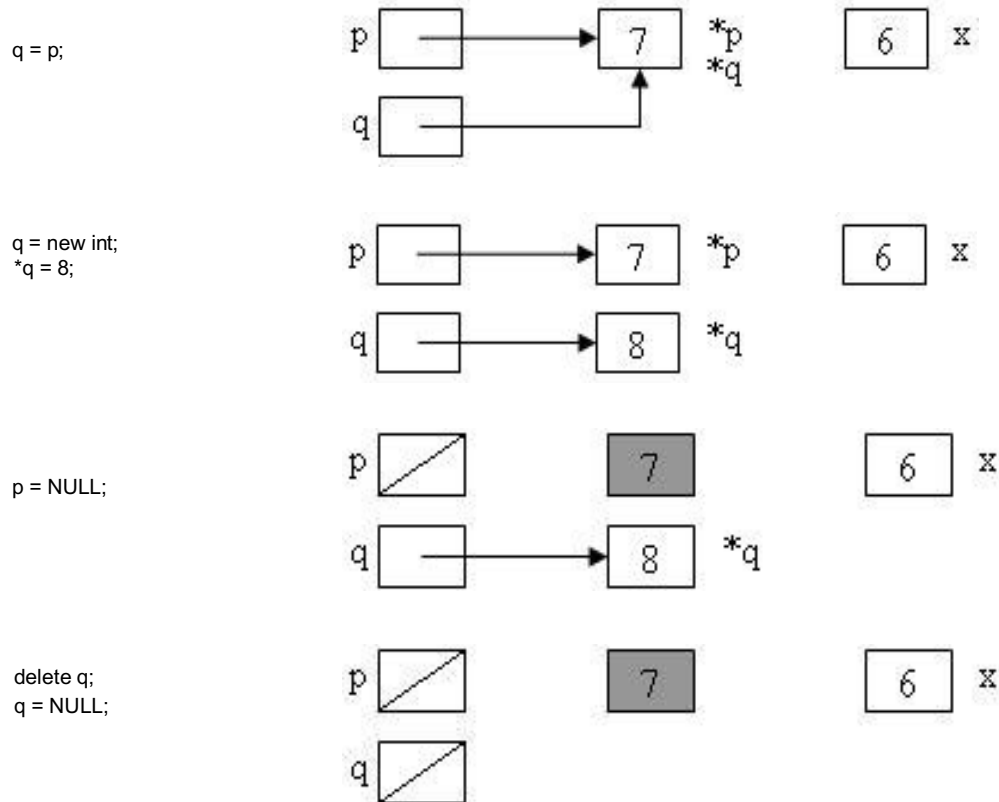 q = p;
p 7 *p 6 x
*q
q
q = new int;
*q = 8;
p 7 *p 6 x
q 8 *q
p = NULL;
p 7 6 x
q 8 *q
delete q;
q = NULL;
p 7 6 x
q